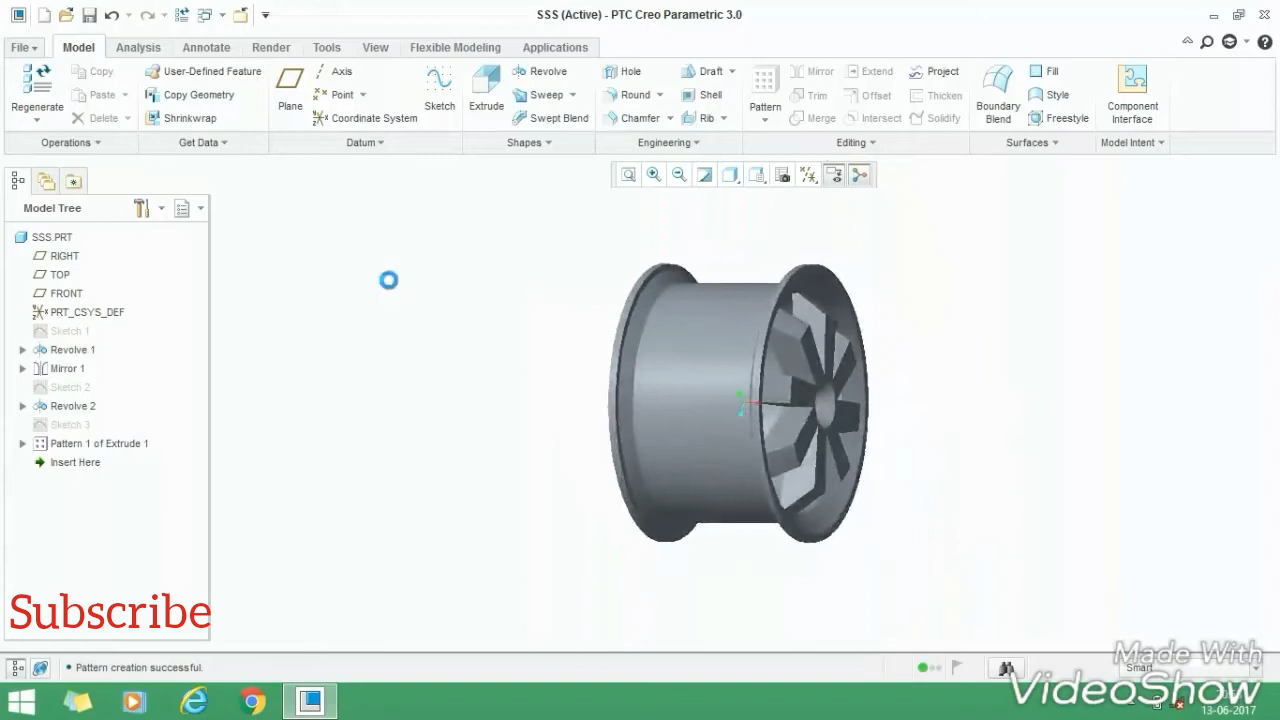 SSS (Active) - PTC Creo Parametric 3.0
File Model Analysis Annotate Render Tools View Flexible Modeling Applications
Regenerate
Copy
Paste
Delete
Operations
User-Defined Feature
Copy Geometry
Shrinkwrap
Get Data
Plane
Axis
Point
Coordinate System
Sketch
Datum
Extrude
Revolve
Sweep
Swept Blend
Shapes
Hole
Round
Chamfer
Draft
Shell
Rib
Engineering
Pattern
Mirror
Trim
Merge
Extend
Offset
Intersect
Project
Thicken
Solidify
Editing
Boundary
Blend
Fill
Style
Freestyle
Surfaces
Component
Interface
Model Intent
Model Tree
SSS.PRT
RIGHT
TOP
FRONT
PRT_CSYS_DEF
Sketch 1
Revolve 1
Mirror 1
Sketch 2
Revolve 2
Sketch 3
Pattern 1 of Extrude 1
Insert Here
Subscribe
Pattern creation successful.
Smart
Made With
VideoShow
13-06-2017